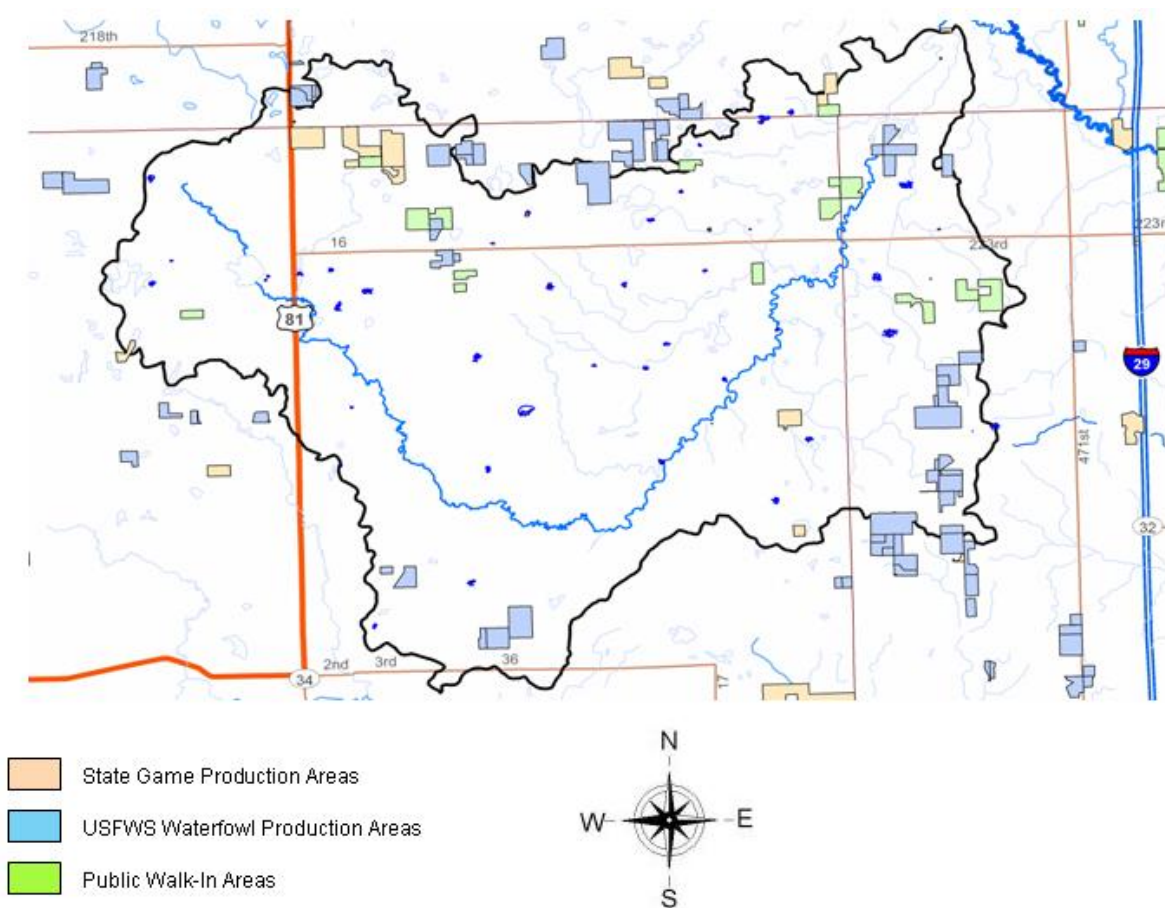 218th
16
223rd
223r
81
29
471st
32
2nd
3rd
36
34
17
State Game Production Areas
USFWS Waterfowl Production Areas
Public Walk-In Areas
N
W
E
S